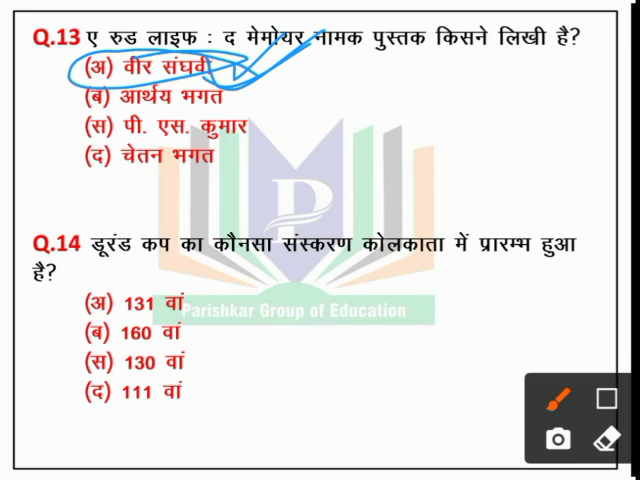 Q.13 ए रुड लाइफ : द मेमोयर नामक पुस्तक किसने लिखी है?
(अ) वीर संघवी
(ब) आर्थय भगत
(स) पी. एस. कुमार
(द) चेतन भगत
P
Q.14 डूरंड कप का कौनसा संस्करण कोलकाता में प्रारम्भ हुआ
है?
(अ) 131 वां
Parishkar Group of Education
(ब) 160 वां
(स) 130 वां
(द) 111 वां